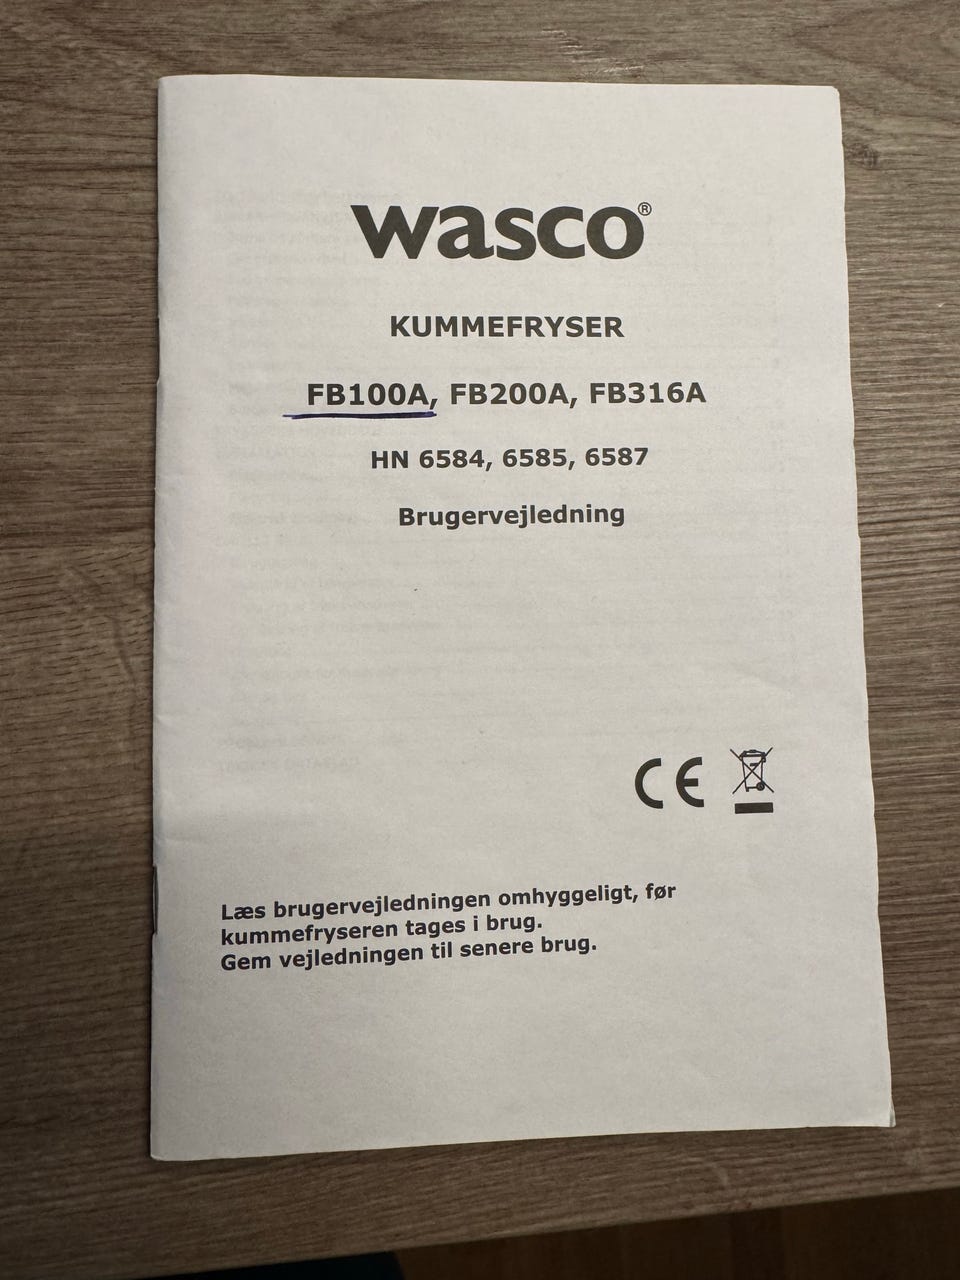 wasco®
KUMMEFRYSER
FB100A, FB200A, FB316A
HN 6584, 6585, 6587
Brugervejledning
CE
Læs brugervejledningen omhyggeligt, før
kummefryseren tages i brug.
Gem vejledningen til senere brug.